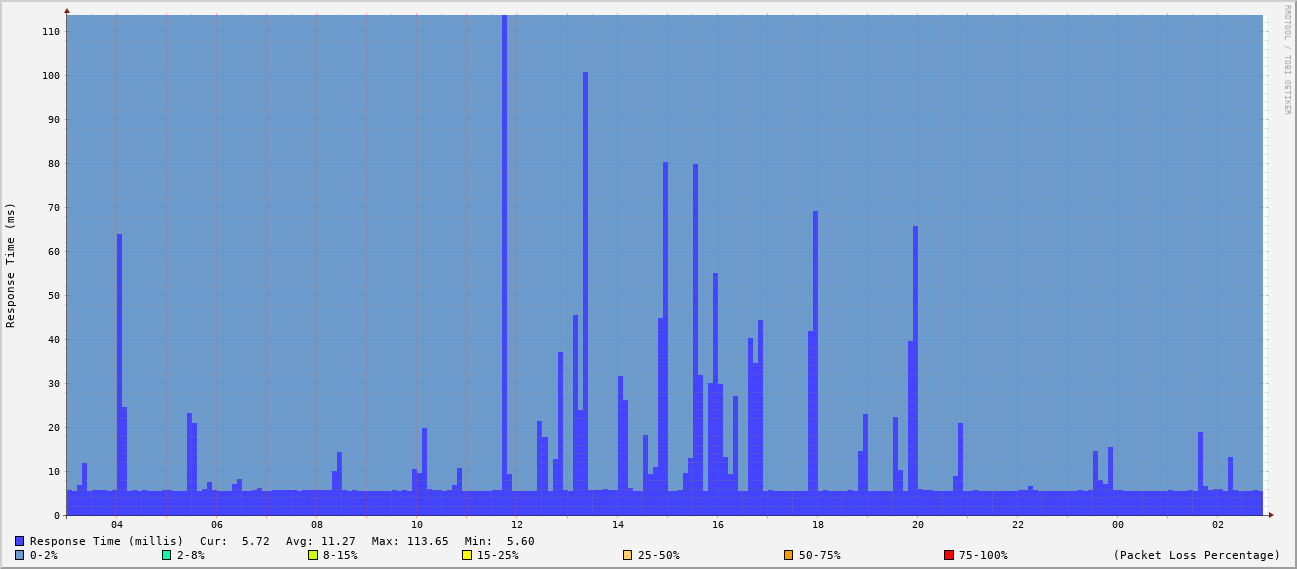 RRDTOOL / TOBI OETIKER
Response Time (ms)
110
100
90
80
70
60
50
40
30
20
10
0
04 06 08 10 12 14 16 18 20 22 00 02
Response Time (millis) Cur: 5.72 Avg: 11.27 Max: 113.65 Min: 5.60
0-2% 2-8% 8-15% 15-25% 25-50% 50-75% 75-100% (Packet Loss Percentage)